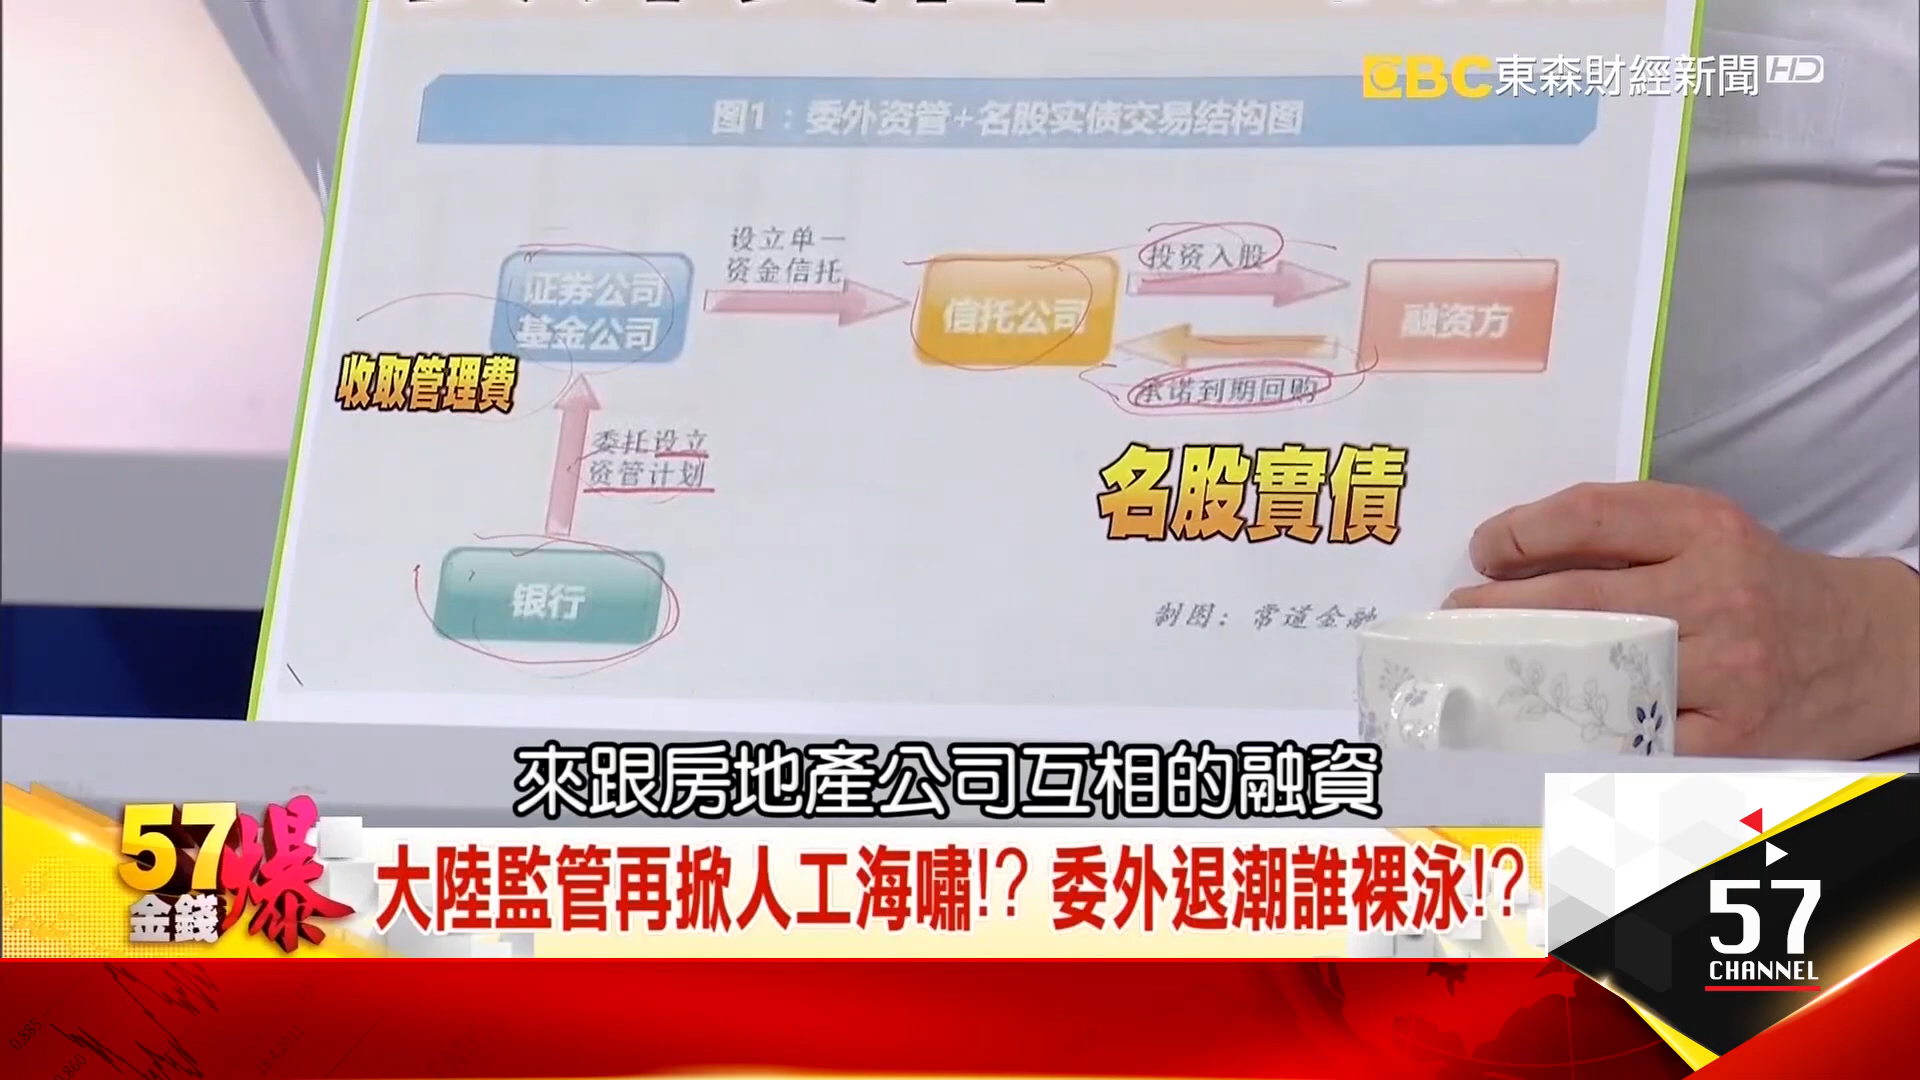 EBC東森財經新聞HD
图1：委外资管+名股实债交易结构图
设立单一
资金信托
投资入股
证券公司
基金公司
信托公司
融资方
收取管理費
承诺到期回购
委托设立
资管计划
名股實債
银行
制图：常道金融
來跟房地產公司互相的融資
57爆
金錢
大陸監管再掀人工海嘯!? 委外退潮誰裸泳!?
57
CHANNEL